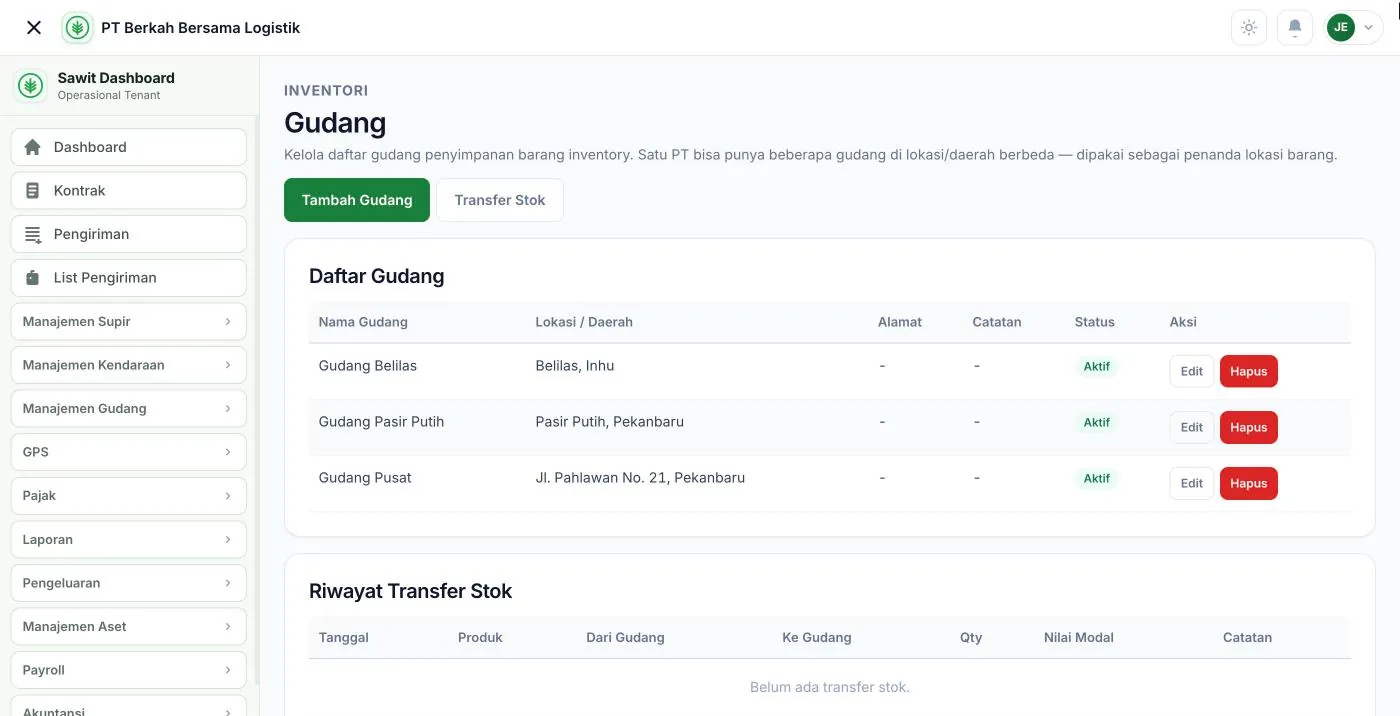 PT Berkah Bersama Logistik
JE
Sawit Dashboard
Operasional Tenant
Dashboard
Kontrak
Pengiriman
List Pengiriman
Manajemen Supir
Manajemen Kendaraan
Manajemen Gudang
GPS
Pajak
Laporan
Pengeluaran
Manajemen Aset
Payroll
Akuntansi
INVENTORI
Gudang
Kelola daftar gudang penyimpanan barang inventory. Satu PT bisa punya beberapa gudang di lokasi/daerah berbeda — dipakai sebagai penanda lokasi barang.
Tambah Gudang Transfer Stok
Daftar Gudang
Nama Gudang Lokasi / Daerah Alamat Catatan Status Aksi
Gudang Belilas Belilas, Inhu - - Aktif Edit Hapus
Gudang Pasir Putih Pasir Putih, Pekanbaru - - Aktif Edit Hapus
Gudang Pusat Jl. Pahlawan No. 21, Pekanbaru - - Aktif Edit Hapus
Riwayat Transfer Stok
Tanggal Produk Dari Gudang Ke Gudang Qty Nilai Modal Catatan
Belum ada transfer stok.